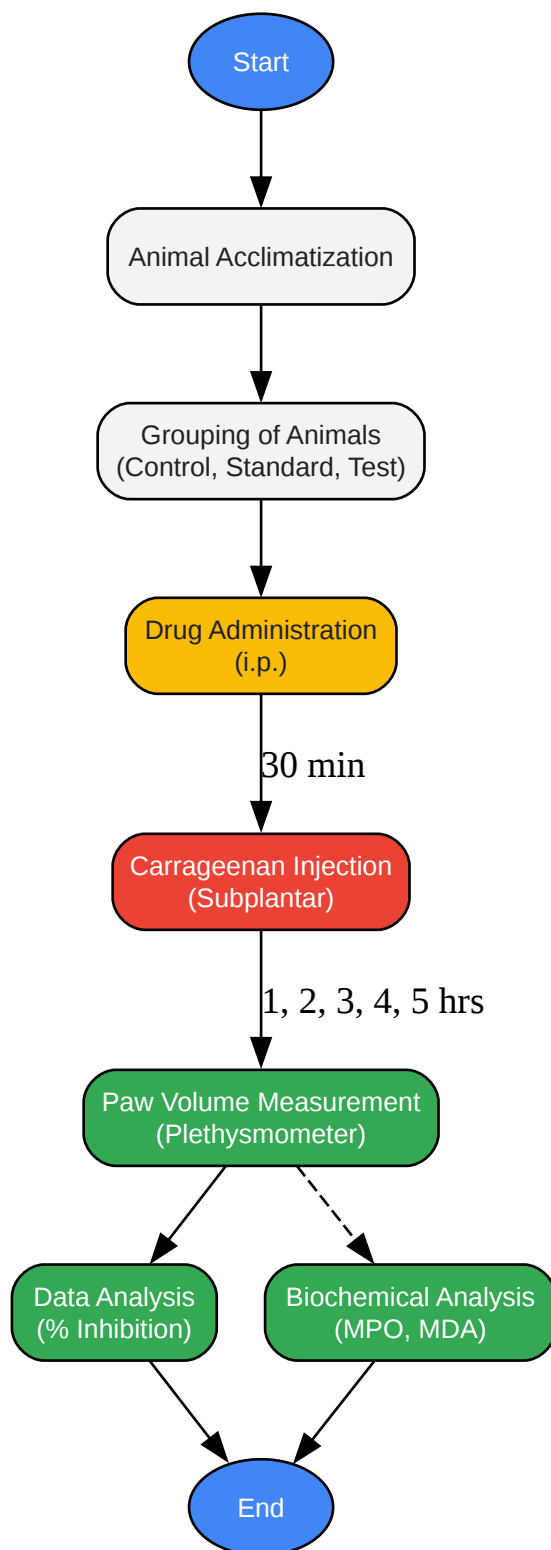 Start
Animal Acclimatization
Grouping of Animals
(Control, Standard, Test)
Drug Administration
(i.p.)
30 min
Carrageenan Injection
(Subplantar)
1, 2, 3, 4, 5 hrs
Paw Volume Measurement
(Plethysmometer)
Data Analysis
(% Inhibition)
Biochemical Analysis
(MPO, MDA)
End